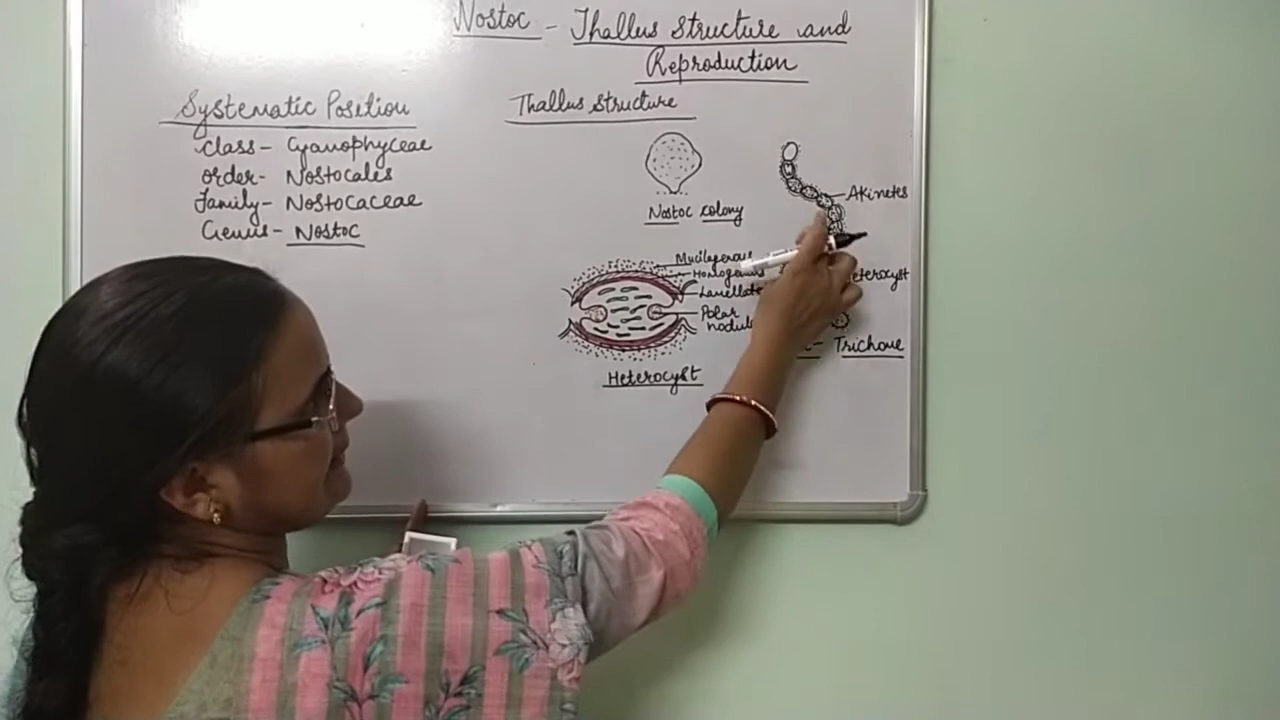 Nostoc - Thallus structure and
Reproduction
Systematic Position
class- Cyanophyceae
order- Nostocales
Family- Nostocaceae
Genus- Nostoc
Thallus structure
Nostoc colony
Akinetes
Trichome
Lamellate
Polar
Heterocyst